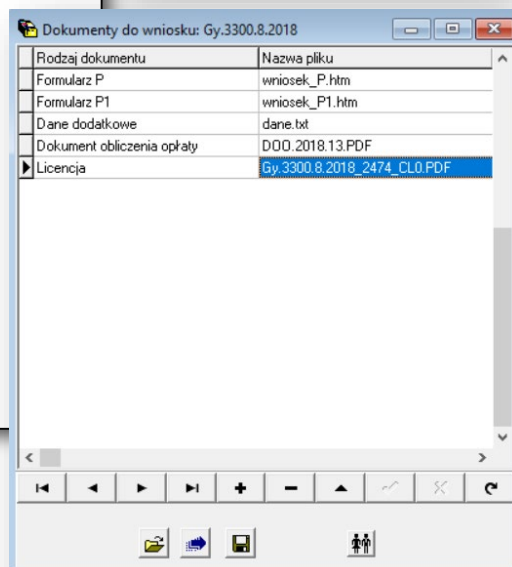 Dokumenty do wniosku: Gy.3300.8.2018
Rodzaj dokumentu Nazwa pliku
Formularz P wniosek_P.htm
Formularz P1 wniosek_P1.htm
Dane dodatkowe dane.txt
Dokument obliczenia opłaty DOO.2018.13.PDF
Licencja Gy.3300.8.2018_2474_CL0.PDF